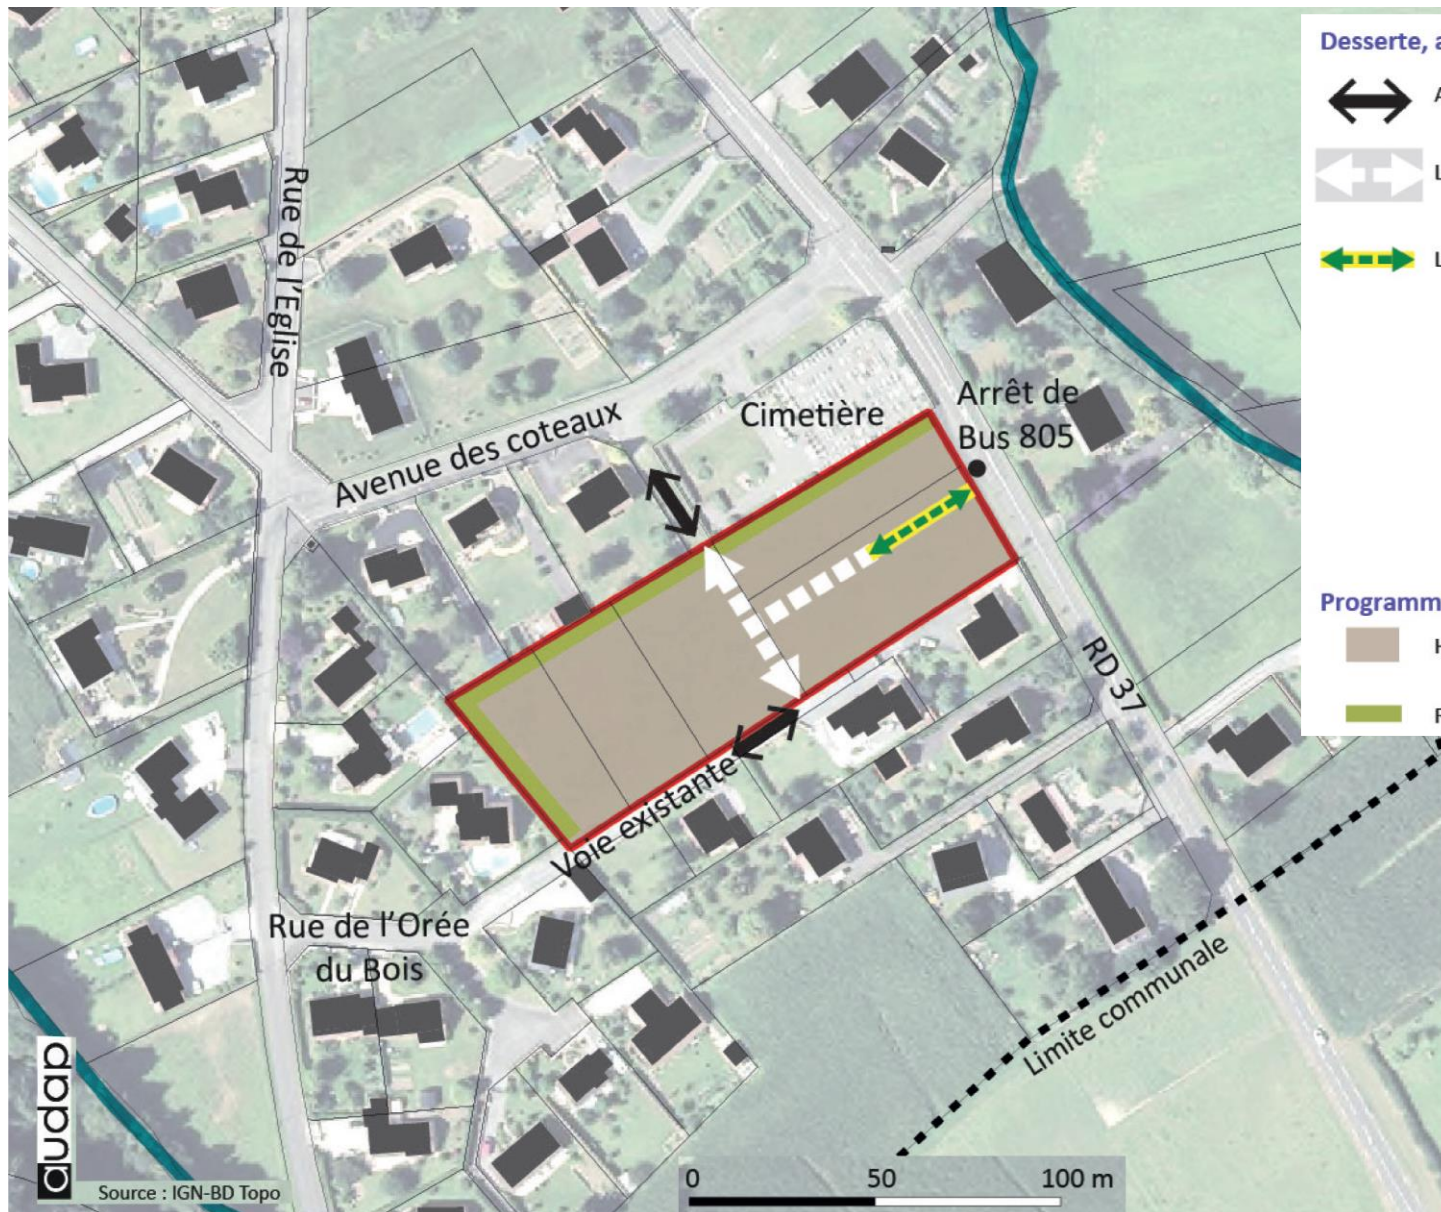 Desserte, a
A
L
L
Rue de l'Eglise
Arrêt de
Bus 805
Cimetière
Avenue des coteaux
Programm
H
RD 37
Voie existante
Rue de l'Orée
du Bois
Limite communale
audap
Source : IGN-BD Topo
0 50 100 m